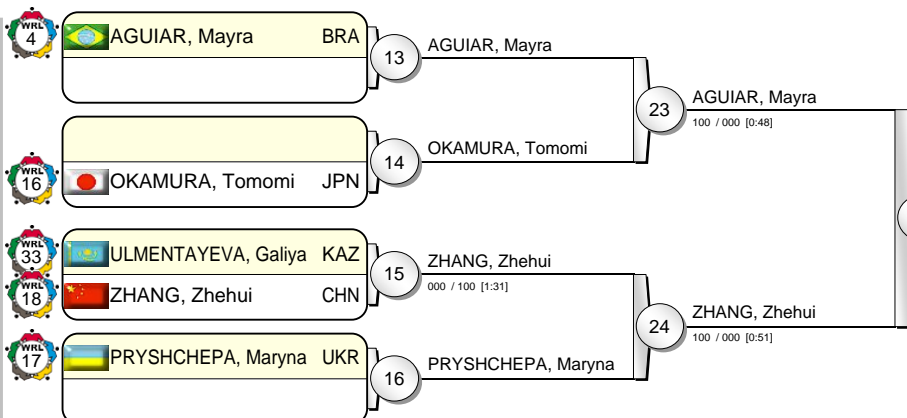 WRL
4
AGUIAR, Mayra BRA
13
AGUIAR, Mayra
23
AGUIAR, Mayra
100 / 000 [0:48]
WRL
16
OKAMURA, Tomomi JPN
14
OKAMURA, Tomomi
WRL
33
ULMENTAYEVA, Galiya KAZ
WRL
18
ZHANG, Zhehui CHN
15
ZHANG, Zhehui
000 / 100 [1:31]
24
ZHANG, Zhehui
100 / 000 [0:51]
WRL
17
PRYSHCHEPA, Maryna UKR
16
PRYSHCHEPA, Maryna